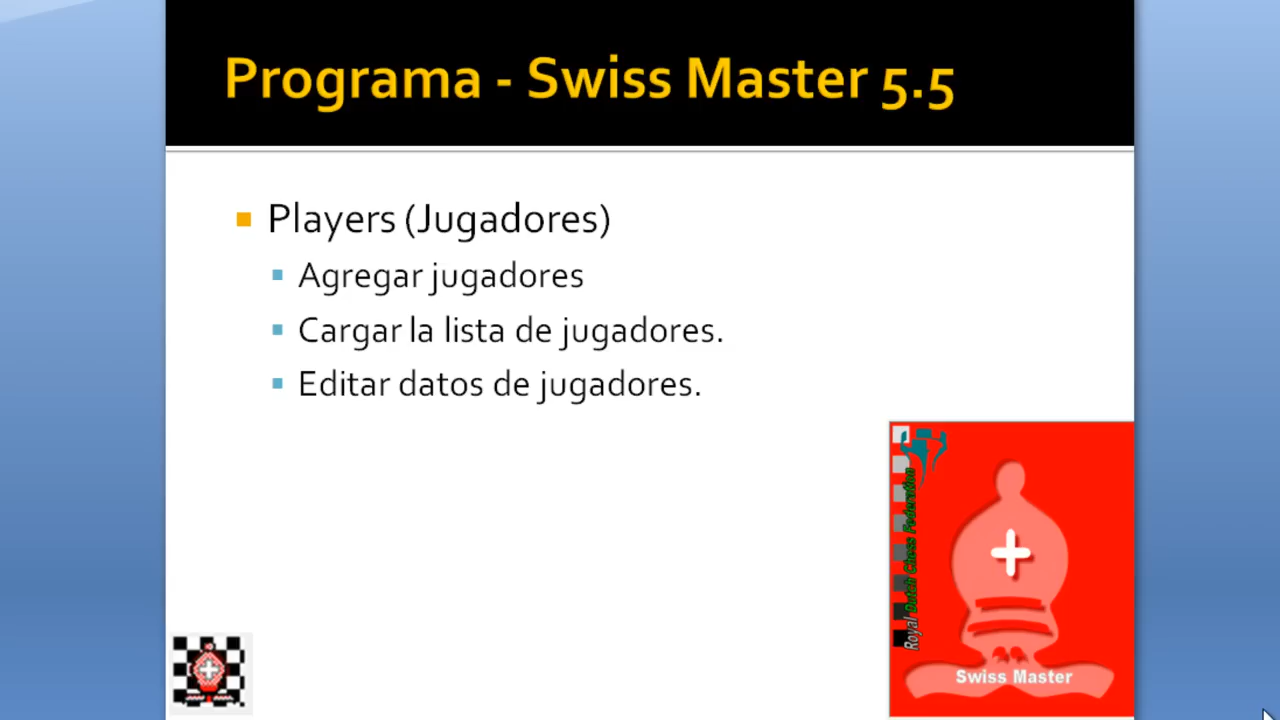 Programa - Swiss Master 5.5
Players (Jugadores)
Agregar jugadores
Cargar la lista de jugadores.
Editar datos de jugadores.
Royal Dutch Chess Federation
Swiss Master